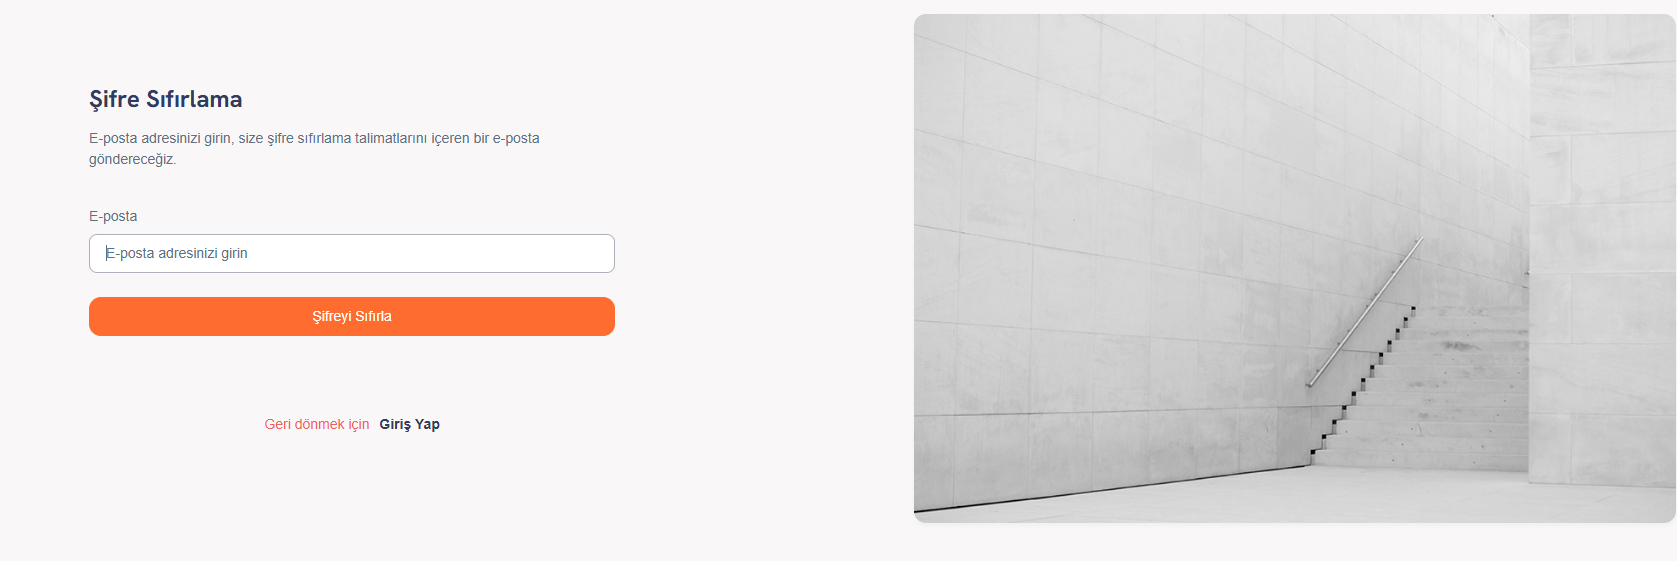 Şifre Sıfırlama
E-posta adresinizi girin, size şifre sıfırlama talimatlarını içeren bir e-posta
göndereceğiz.
E-posta
E-posta adresinizi girin
Şifreyi Sıfırla
Geri dönmek için Giriş Yap